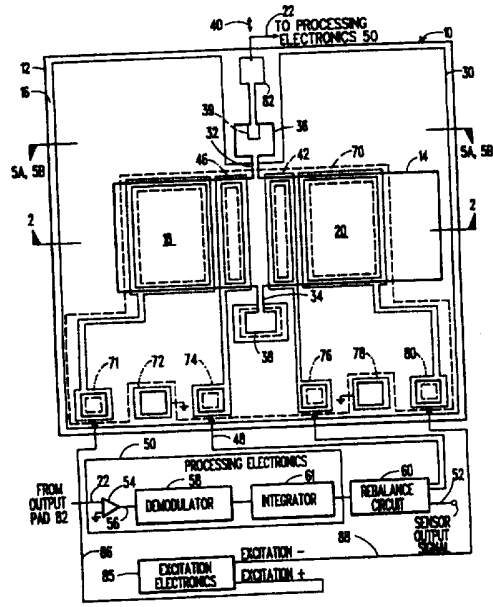 22
40
TO PROCESSING
ELECTRONICS 50
10
12
16
82
30
39
36
32
5A, 5B
5A, 5B
46
42
70
14
2
2
18
20
34
38
71
72
74
76
78
80
50
48
PROCESSING ELECTRONICS
FROM
OUTPUT
PAD 82
22
54
56
58
DEMODULATOR
61
INTEGRATOR
60
REBALANCE
CIRCUIT
52
SENSOR
OUTPUT
SIGNAL
86
88
85
EXCITATION
ELECTRONICS
EXCITATION -
EXCITATION +